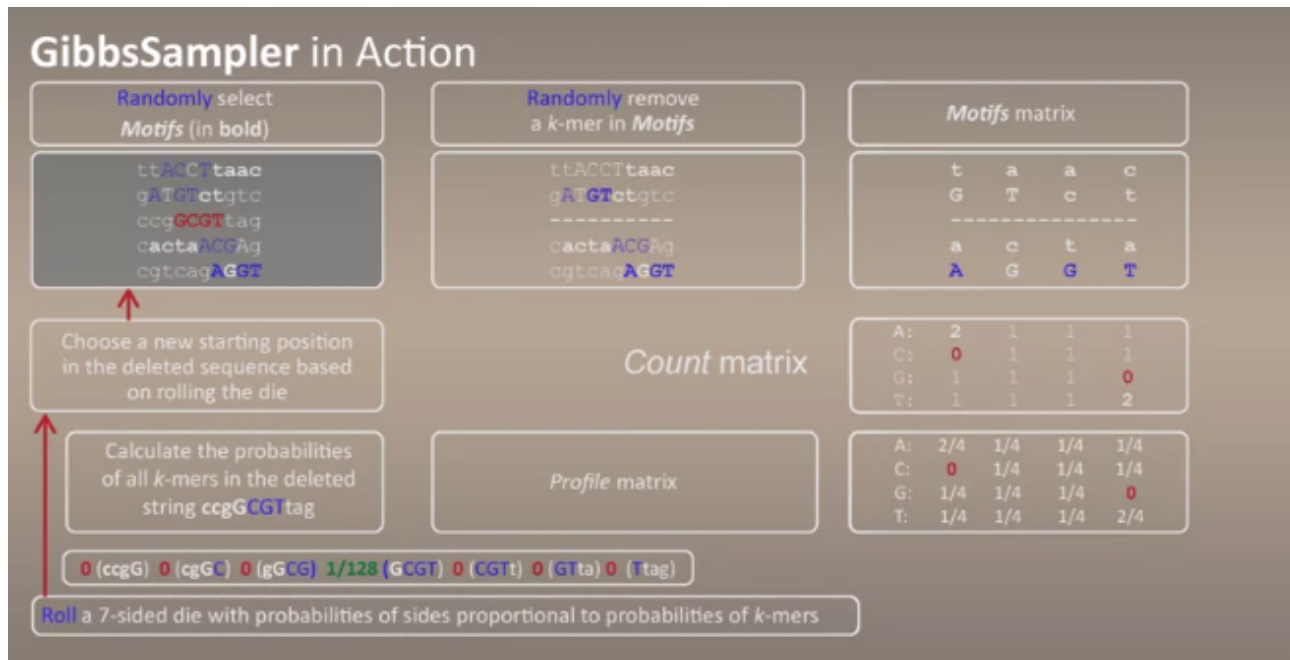 GibbsSampler in Action
Randomly select
Motifs (in bold)
Randomly remove
a k-mer in Motifs
Motifs matrix
ttACCTtaac
gATGTctgtc
ccgGCGTtag
cactaACGAg
cgtcagAGGT
ttACCTtaac
gATGTctgtc
----------
cactaACGAg
cgtcagAGGT
t a a c
G T c t
----------------
a c t a
A G G T
Choose a new starting position
in the deleted sequence based
on rolling the die
Count matrix
A: 2 1 1 1
C: 0 1 1 1
G: 1 1 1 0
T: 1 1 1 2
Calculate the probabilities
of all k-mers in the deleted
string ccgGCGTtag
Profile matrix
A: 2/4 1/4 1/4 1/4
C: 0 1/4 1/4 1/4
G: 1/4 1/4 1/4 0
T: 1/4 1/4 1/4 2/4
0 (ccgG) 0 (cgGC) 0 (gGCG) 1/128 (GCGT) 0 (CGTt) 0 (GTta) 0 (Ttag)
Roll a 7-sided die with probabilities of sides proportional to probabilities of k-mers